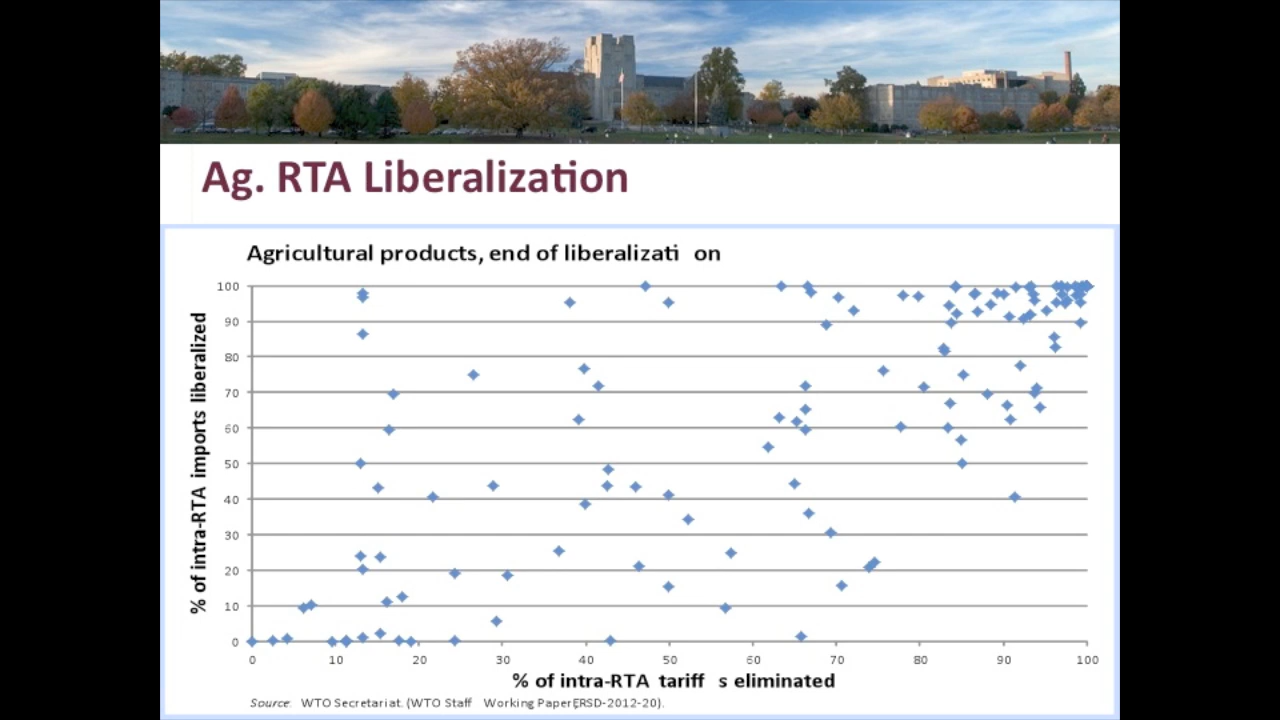 Ag. RTA Liberalization
Agricultural products, end of liberalizati on
% of intra-RTA imports liberalized
100
90
80
70
60
50
40
30
20
10
0
0 10 20 30 40 50 60 70 80 90 100
% of intra-RTA tariff s eliminated
Source: WTO Secretariat. (WTO Staff Working Paper ERSD-2012-20).